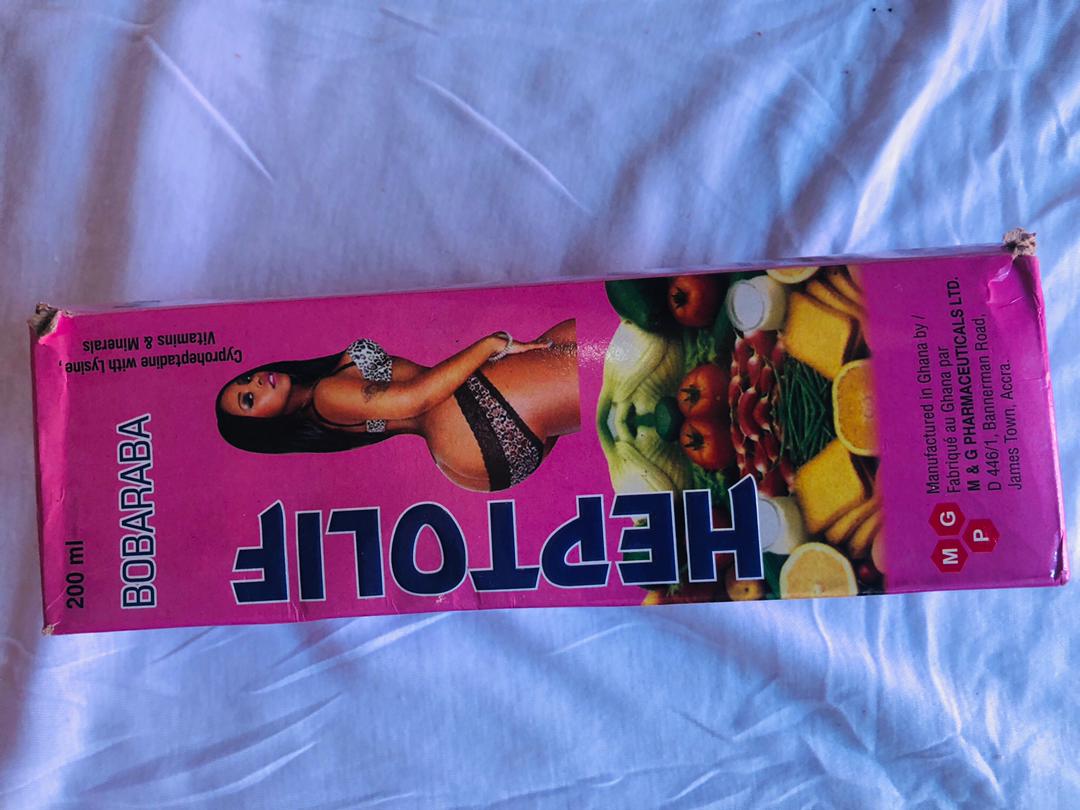 200 ml
BOBARABA
Cyproheptadine with Lysine,
Vitamins & Minerals
HEPTOLIF
M G
P
Manufactured in Ghana by /
Fabriqué au Ghana par
M & G PHARMACEUTICALS LTD.
D 446/1, Bannerman Road,
James Town, Accra.